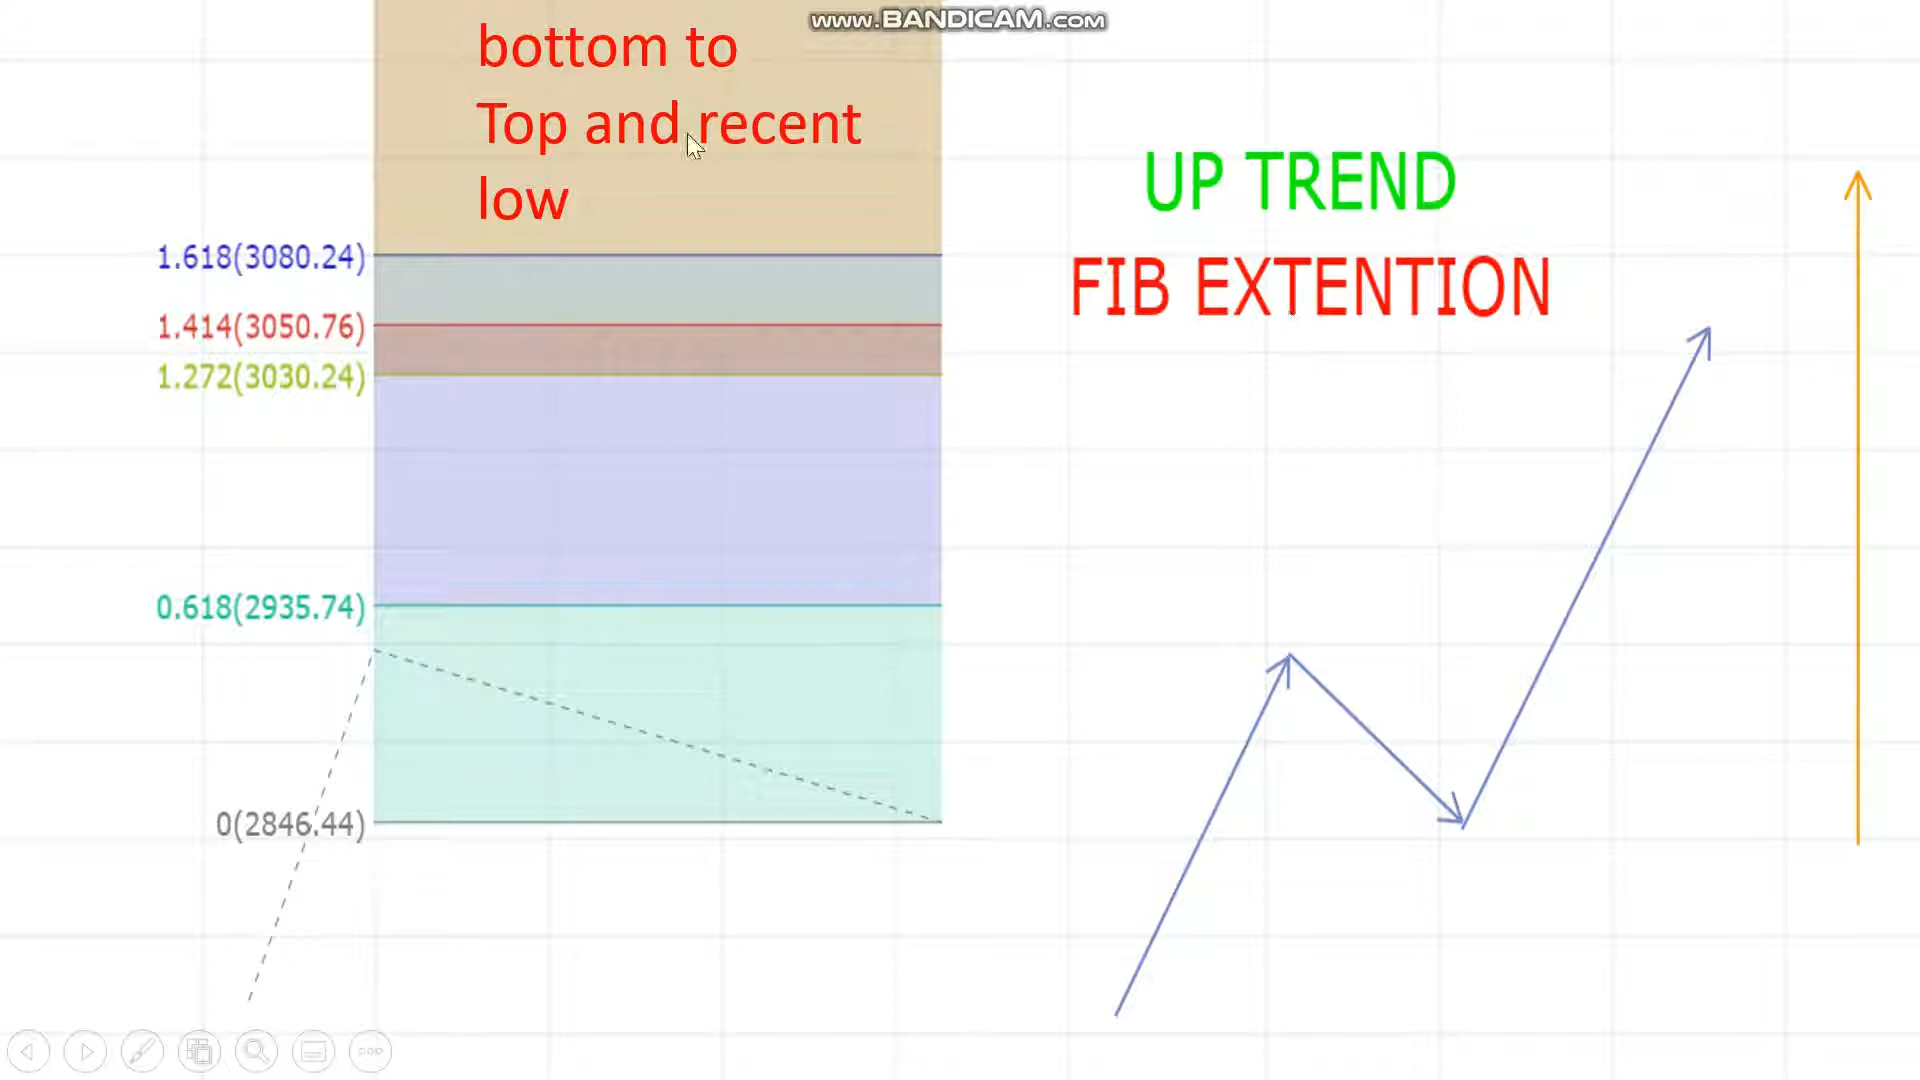 www.BANDICAM.com
bottom to
Top and recent
low
UP TREND
FIB EXTENTION
1.618(3080.24)
1.414(3050.76)
1.272(3030.24)
0.618(2935.74)
0(2846.44)